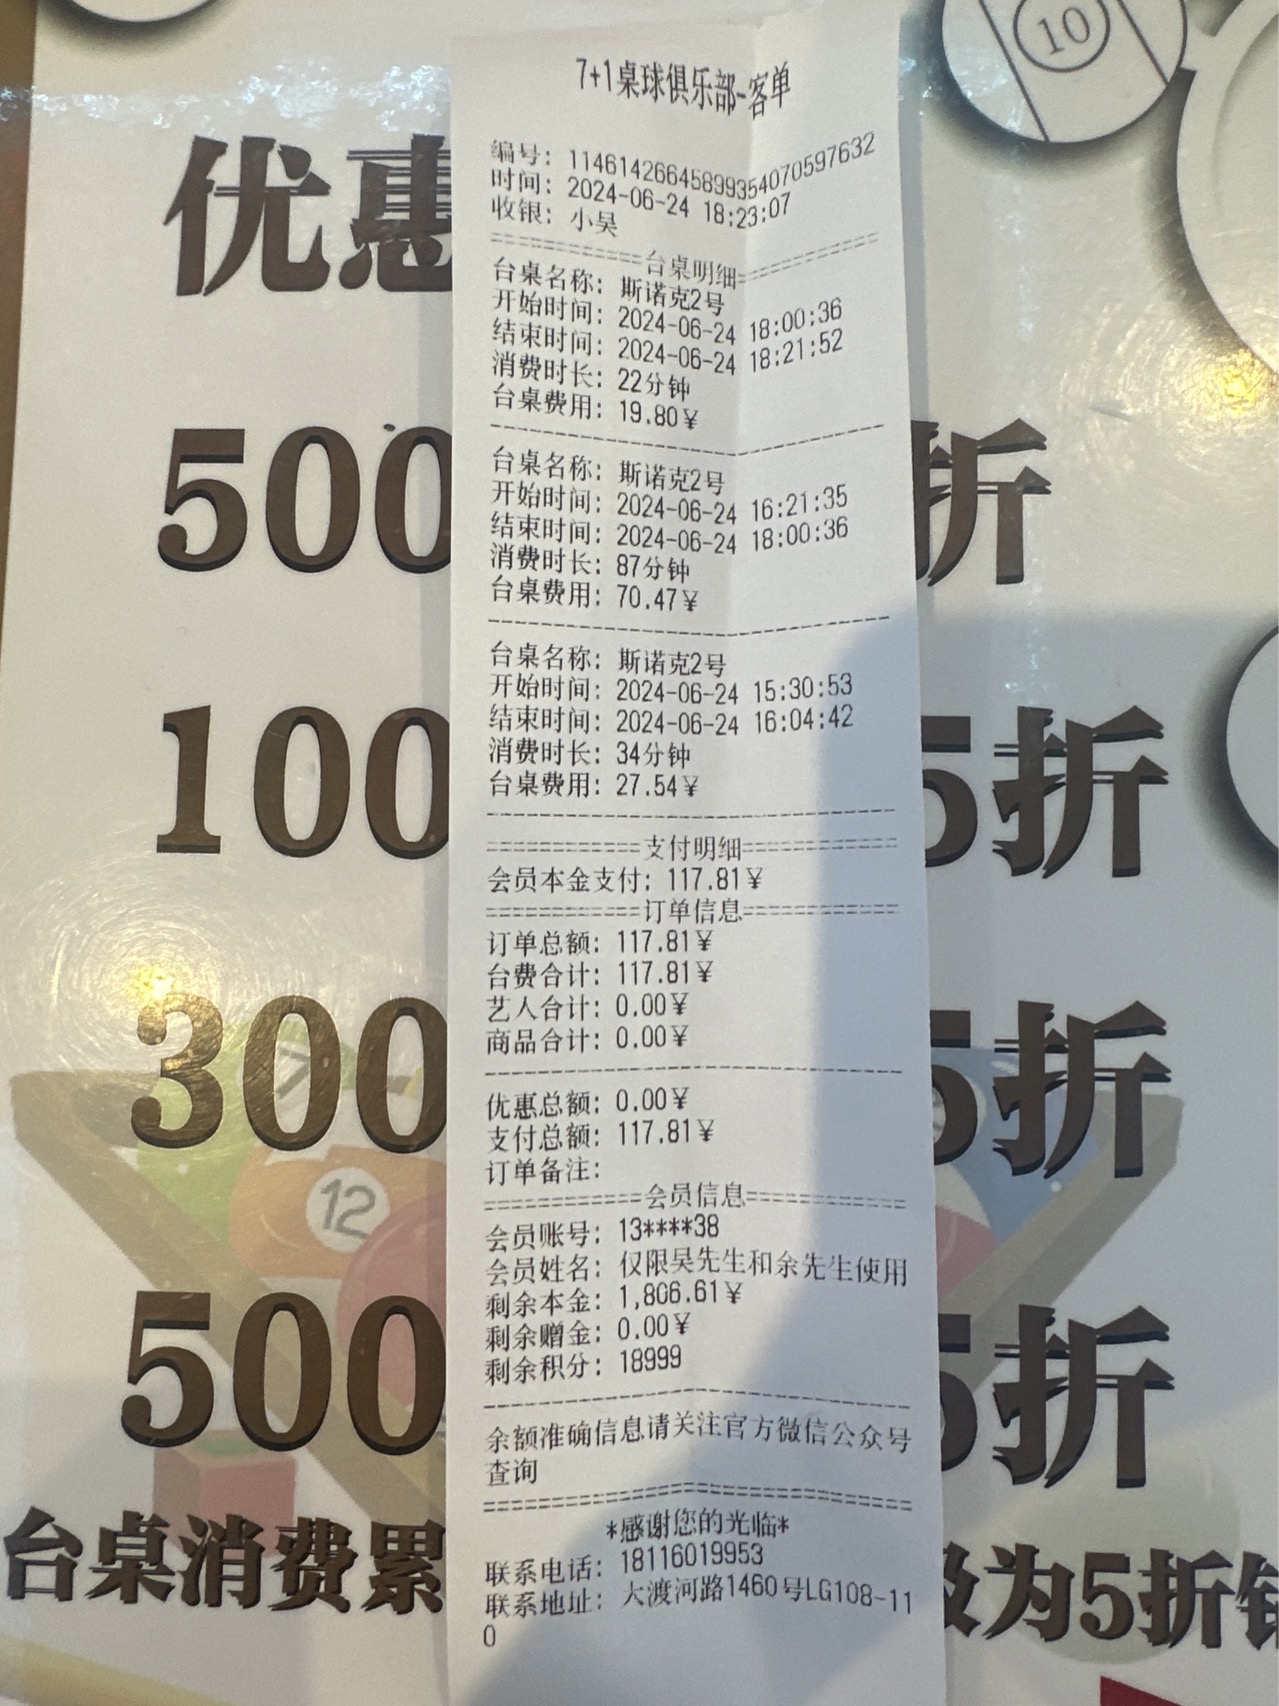 10
7+1桌球俱乐部-客单
编号: 1146142664589935407059763​2
时间: 2024-06-24 18:23:07
收银: 小吴
优惠
===========台桌明细===========
台桌名称: 斯诺克2号
开始时间: 2024-06-24 18:00:36
结束时间: 2024-06-24 18:21:52
消费时长: 22分钟
台桌费用: 19.80¥
500 折
台桌名称: 斯诺克2号
开始时间: 2024-06-24 16:21:35
结束时间: 2024-06-24 18:00:36
消费时长: 87分钟
台桌费用: 70.47¥
台桌名称: 斯诺克2号
开始时间: 2024-06-24 15:30:53
结束时间: 2024-06-24 16:04:42
消费时长: 34分钟
台桌费用: 27.54¥
100 5折
===========支付明细===========
会员本金支付: 117.81¥
===========订单信息===========
订单总额: 117.81¥
台费合计: 117.81¥
艺人合计: 0.00¥
商品合计: 0.00¥
300 5折
7
优惠总额: 0.00¥
支付总额: 117.81¥
订单备注:
12
===========会员信息===========
会员账号: 13****38
会员姓名: 仅限吴先生和余先生使用
剩余本金: 1,806.61¥
剩余赠金: 0.00¥
剩余积分: 18999
500 5折
余额准确信息请关注官方微信公众号
查询
*感谢您的光临*
联系电话: 18116019953
联系地址: 大渡河路1460号LG108-11
0
台桌消费累 级为5折